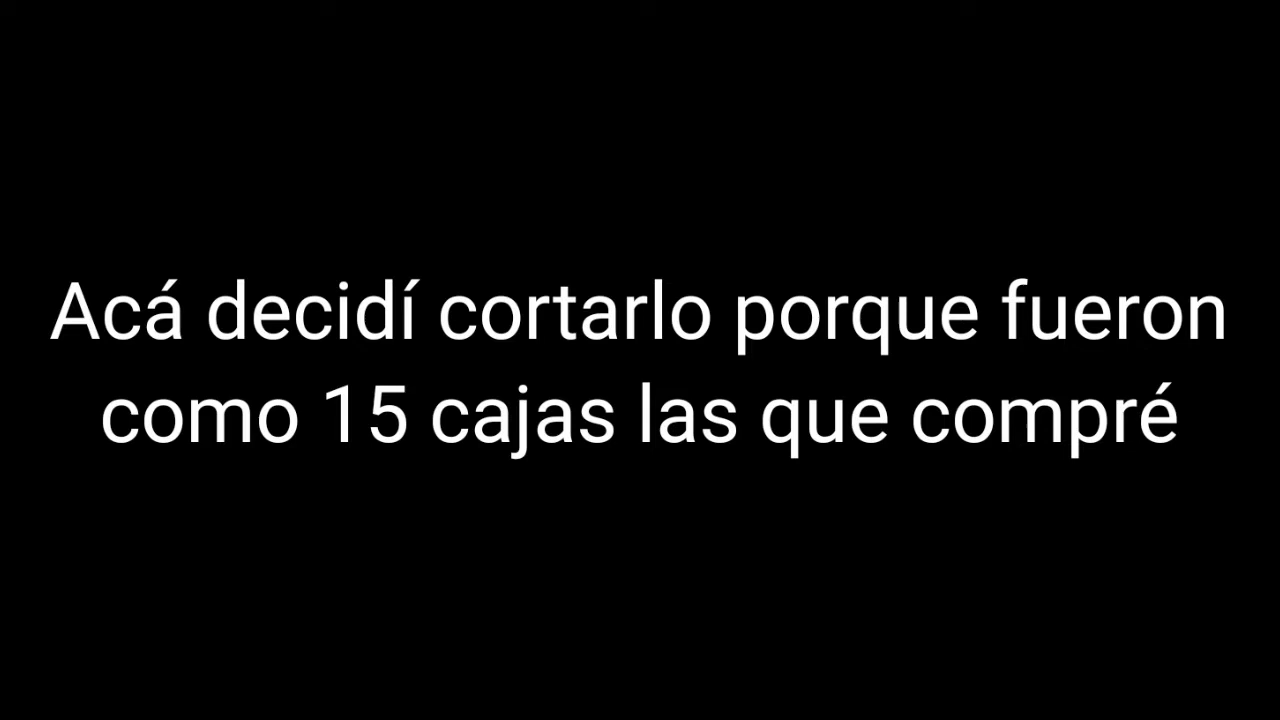 Acá decidí cortarlo porque fueron
como 15 cajas las que compré